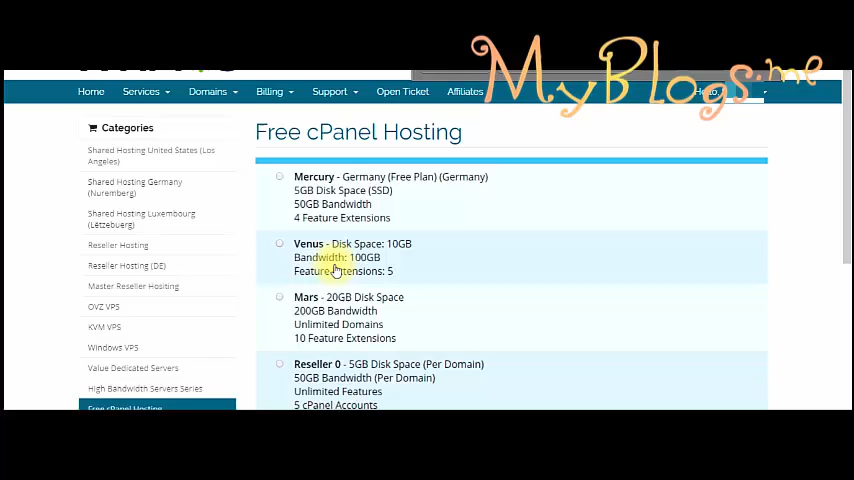 MyBlogs.me
Home Services Domains Billing Support Open Ticket Affiliates Hello,
Categories
Shared Hosting United States (Los
Angeles)
Shared Hosting Germany
(Nuremberg)
Shared Hosting Luxembourg
(Lëtzebuerg)
Reseller Hosting
Reseller Hosting (DE)
Master Reseller Hositing
OVZ VPS
KVM VPS
Windows VPS
Value Dedicated Servers
High Bandwidth Servers Series
Free cPanel Hosting
Free cPanel Hosting
Mercury - Germany (Free Plan) (Germany)
5GB Disk Space (SSD)
50GB Bandwidth
4 Feature Extensions
Venus - Disk Space: 10GB
Bandwidth: 100GB
Feature Extensions: 5
Mars - 20GB Disk Space
200GB Bandwidth
Unlimited Domains
10 Feature Extensions
Reseller 0 - 5GB Disk Space (Per Domain)
50GB Bandwidth (Per Domain)
Unlimited Features
5 cPanel Accounts